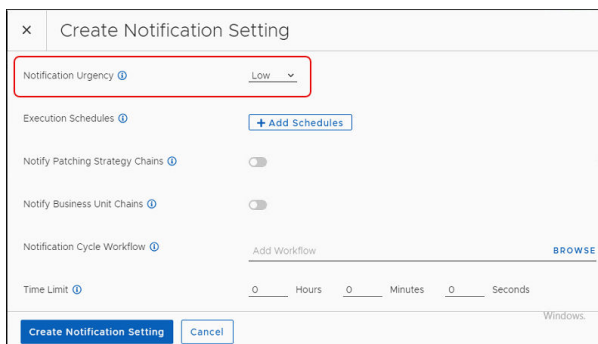 × Create Notification Setting
Notification Urgency Low
Execution Schedules + Add Schedules
Notify Patching Strategy Chains
Notify Business Unit Chains
Notification Cycle Workflow Add Workflow BROWSE
Time Limit 0 Hours 0 Minutes 0 Seconds
Windows.
Create Notification Setting Cancel